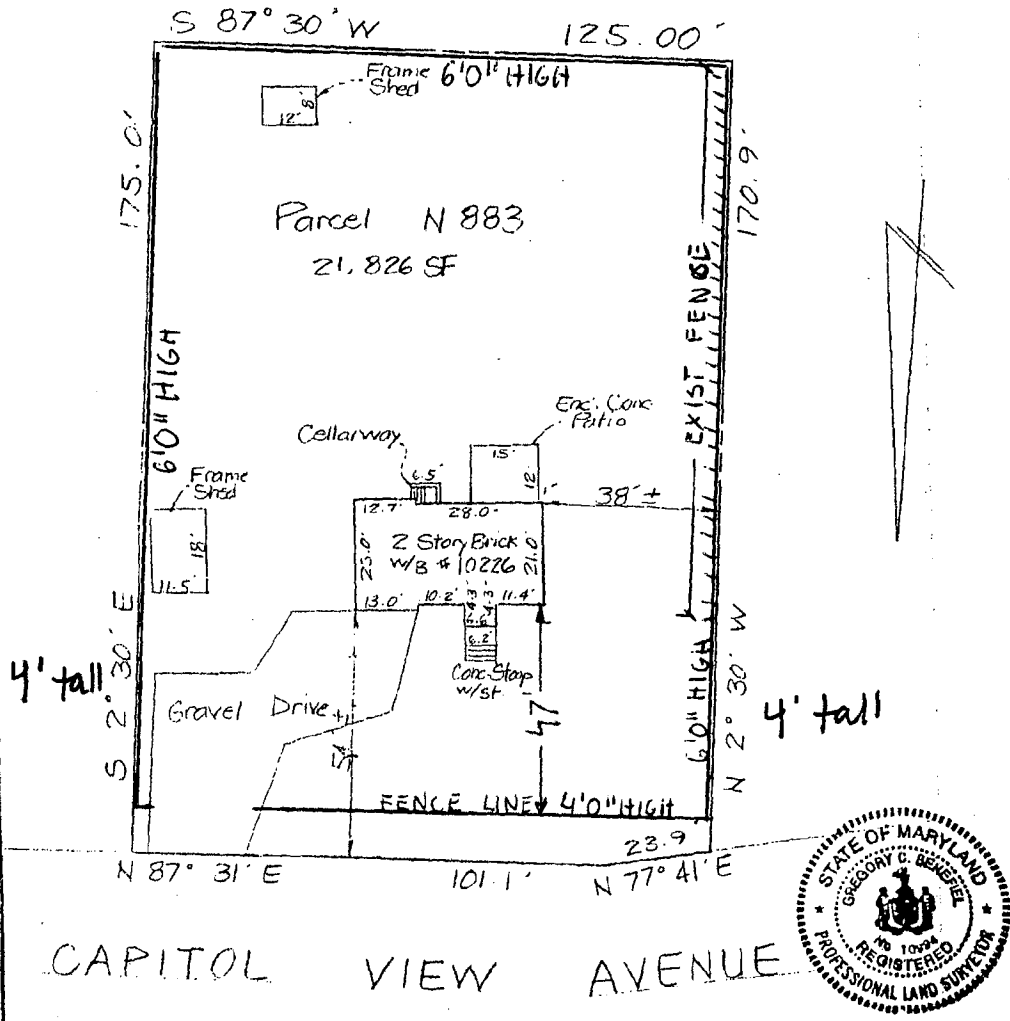 S 87° 30' W 125.00'
Frame Shed
6'0" HIGH
8'
12'
175.0'
170.9'
Parcel N 883
21,826 SF
EXIST FENCE
6'0" HIGH
Enc. Conc. Patio
Cellarway
15'
12'
6.5'
Frame Shed
12.7'
28.0'
38'±
18'
11.5'
2 Story Brick
w/B # 10226
21.0'
13.0'
10.2'
4.3
4.3
11.4'
6.2'
Conc. Stoop w/st.
4' tall
S 2° 30' E
Gravel Drive
47'
6'0" HIGH
N 2° 30' W
4' tall
FENCE LINE 4'0" HIGH
23.9
N 87° 31' E
101.1'
N 77° 41' E
CAPITOL VIEW AVENUE
STATE OF MARYLAND
GREGORY C. BENEFIEL
REGISTERED
PROFESSIONAL LAND SURVEYOR